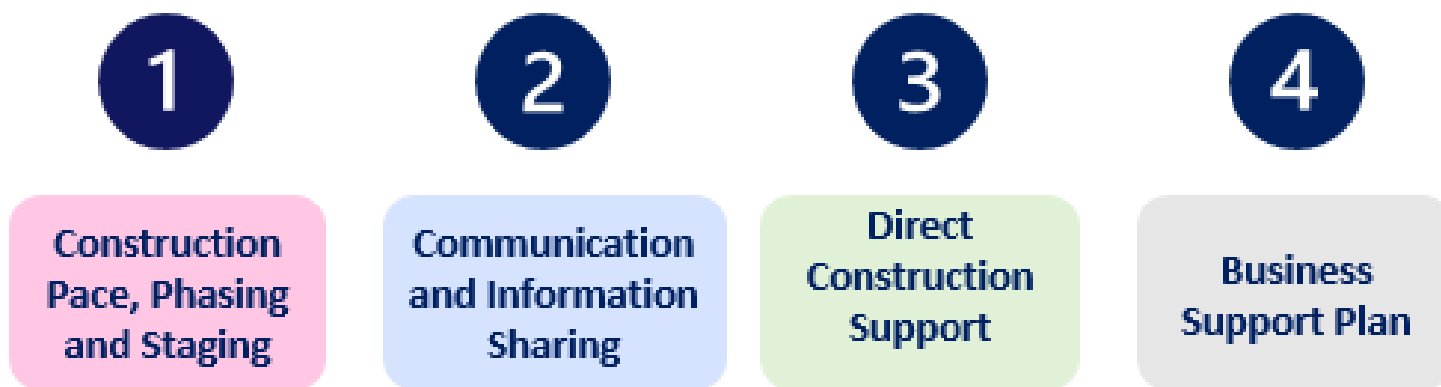 1
Construction
Pace, Phasing
and Staging
2
Communication
and Information
Sharing
3
Direct
Construction
Support
4
Business
Support Plan